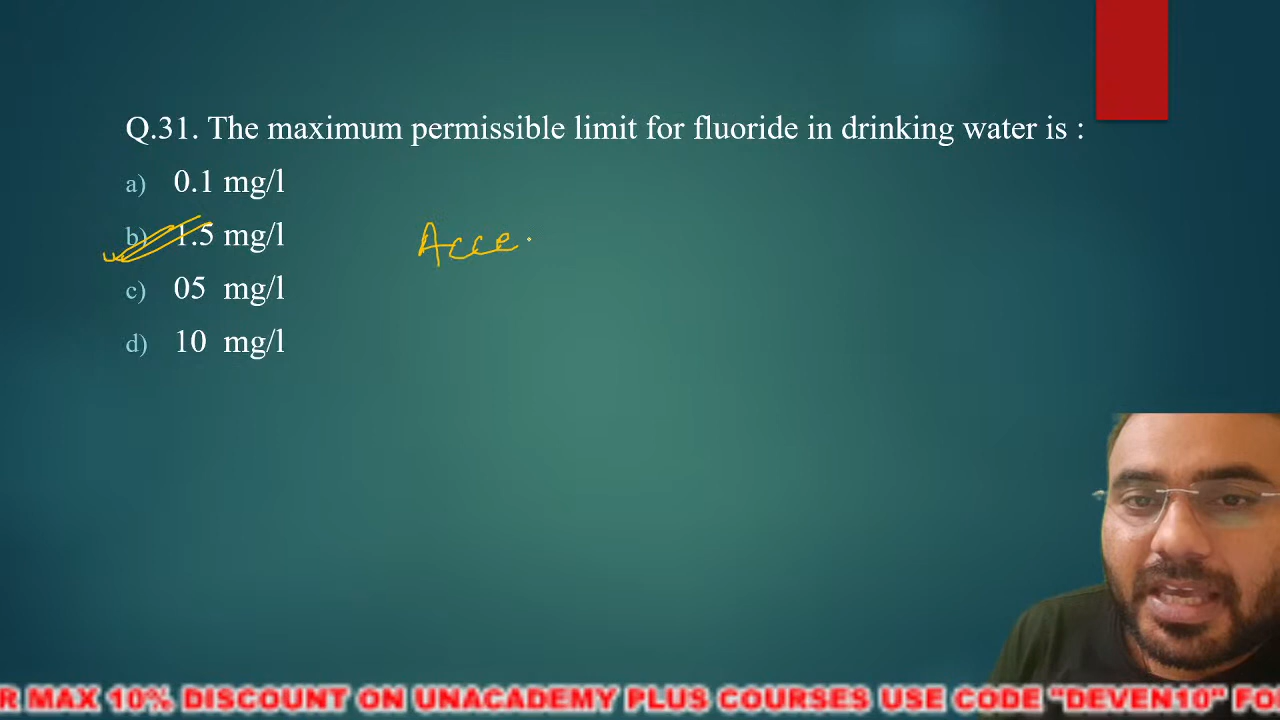 Q.31. The maximum permissible limit for fluoride in drinking water is :
a) 0.1 mg/l
b) 1.5 mg/l
Acce
c) 05 mg/l
d) 10 mg/l
R MAX 10% DISCOUNT ON UNACADEMY PLUS COURSES USE CODE "DEVEN10" FO